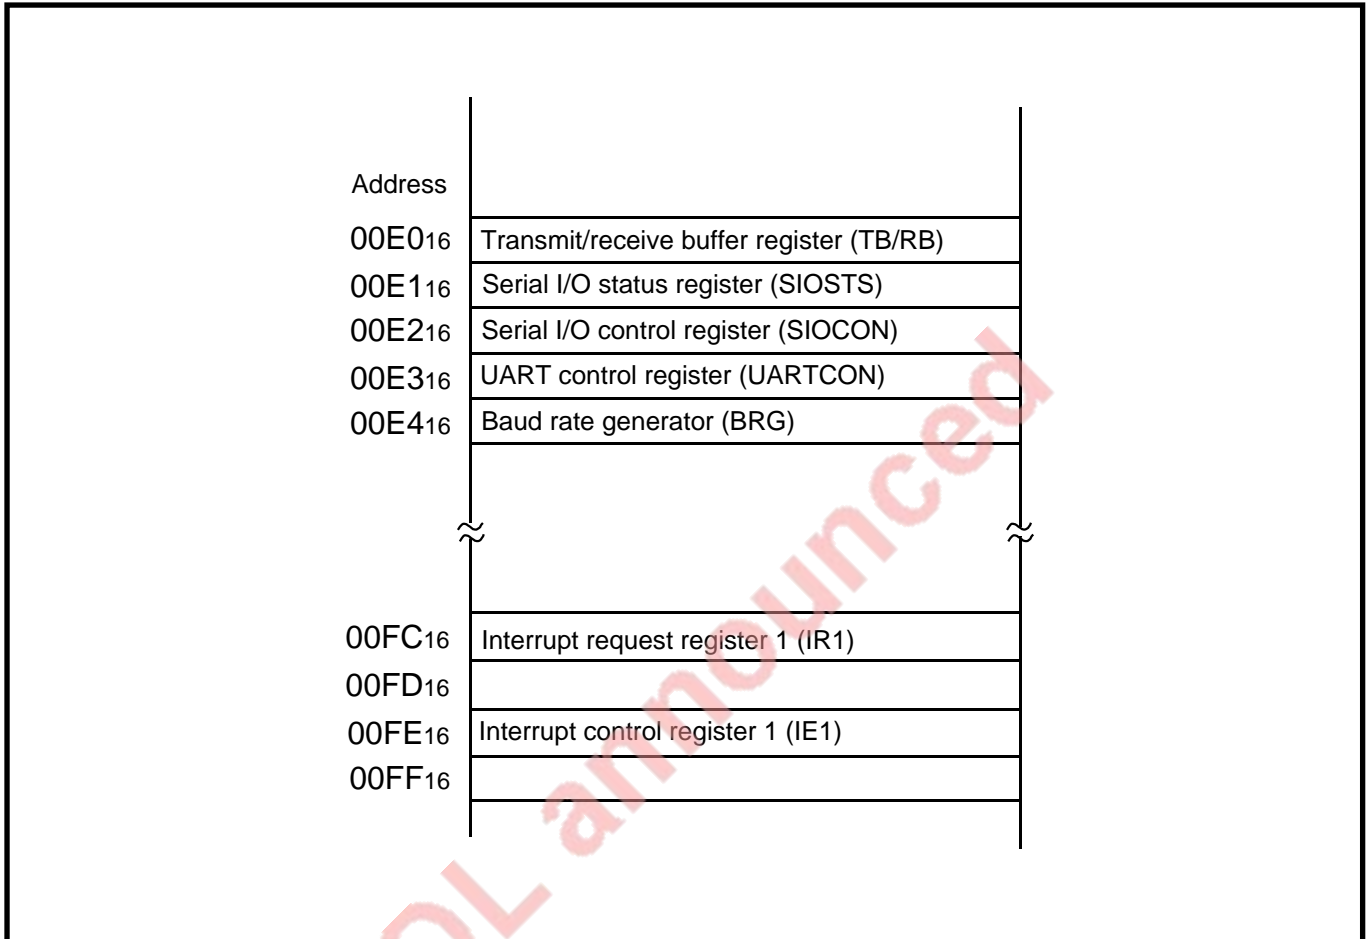 Address
00E016 Transmit/receive buffer register (TB/RB)
00E116 Serial I/O status register (SIOSTS)
00E216 Serial I/O control register (SIOCON)
00E316 UART control register (UARTCON)
00E416 Baud rate generator (BRG)
00FC16 Interrupt request register 1 (IR1)
00FD16
00FE16 Interrupt control register 1 (IE1)
00FF16
announced